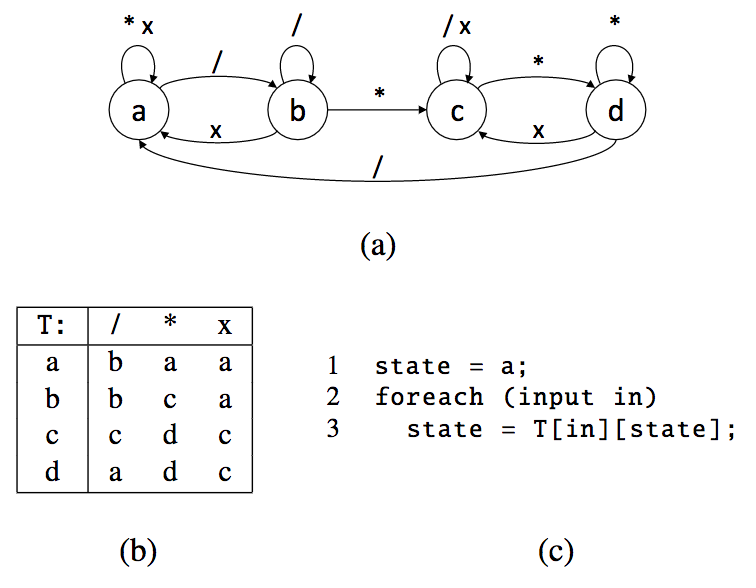 * x / / / x * *
a b * c d
x x
/
(a)
T: / * x
a b a a
b b c a
c c d c
d a d c
1 state = a;
2 foreach (input in)
3 state = T[in][state];
(b) (c)